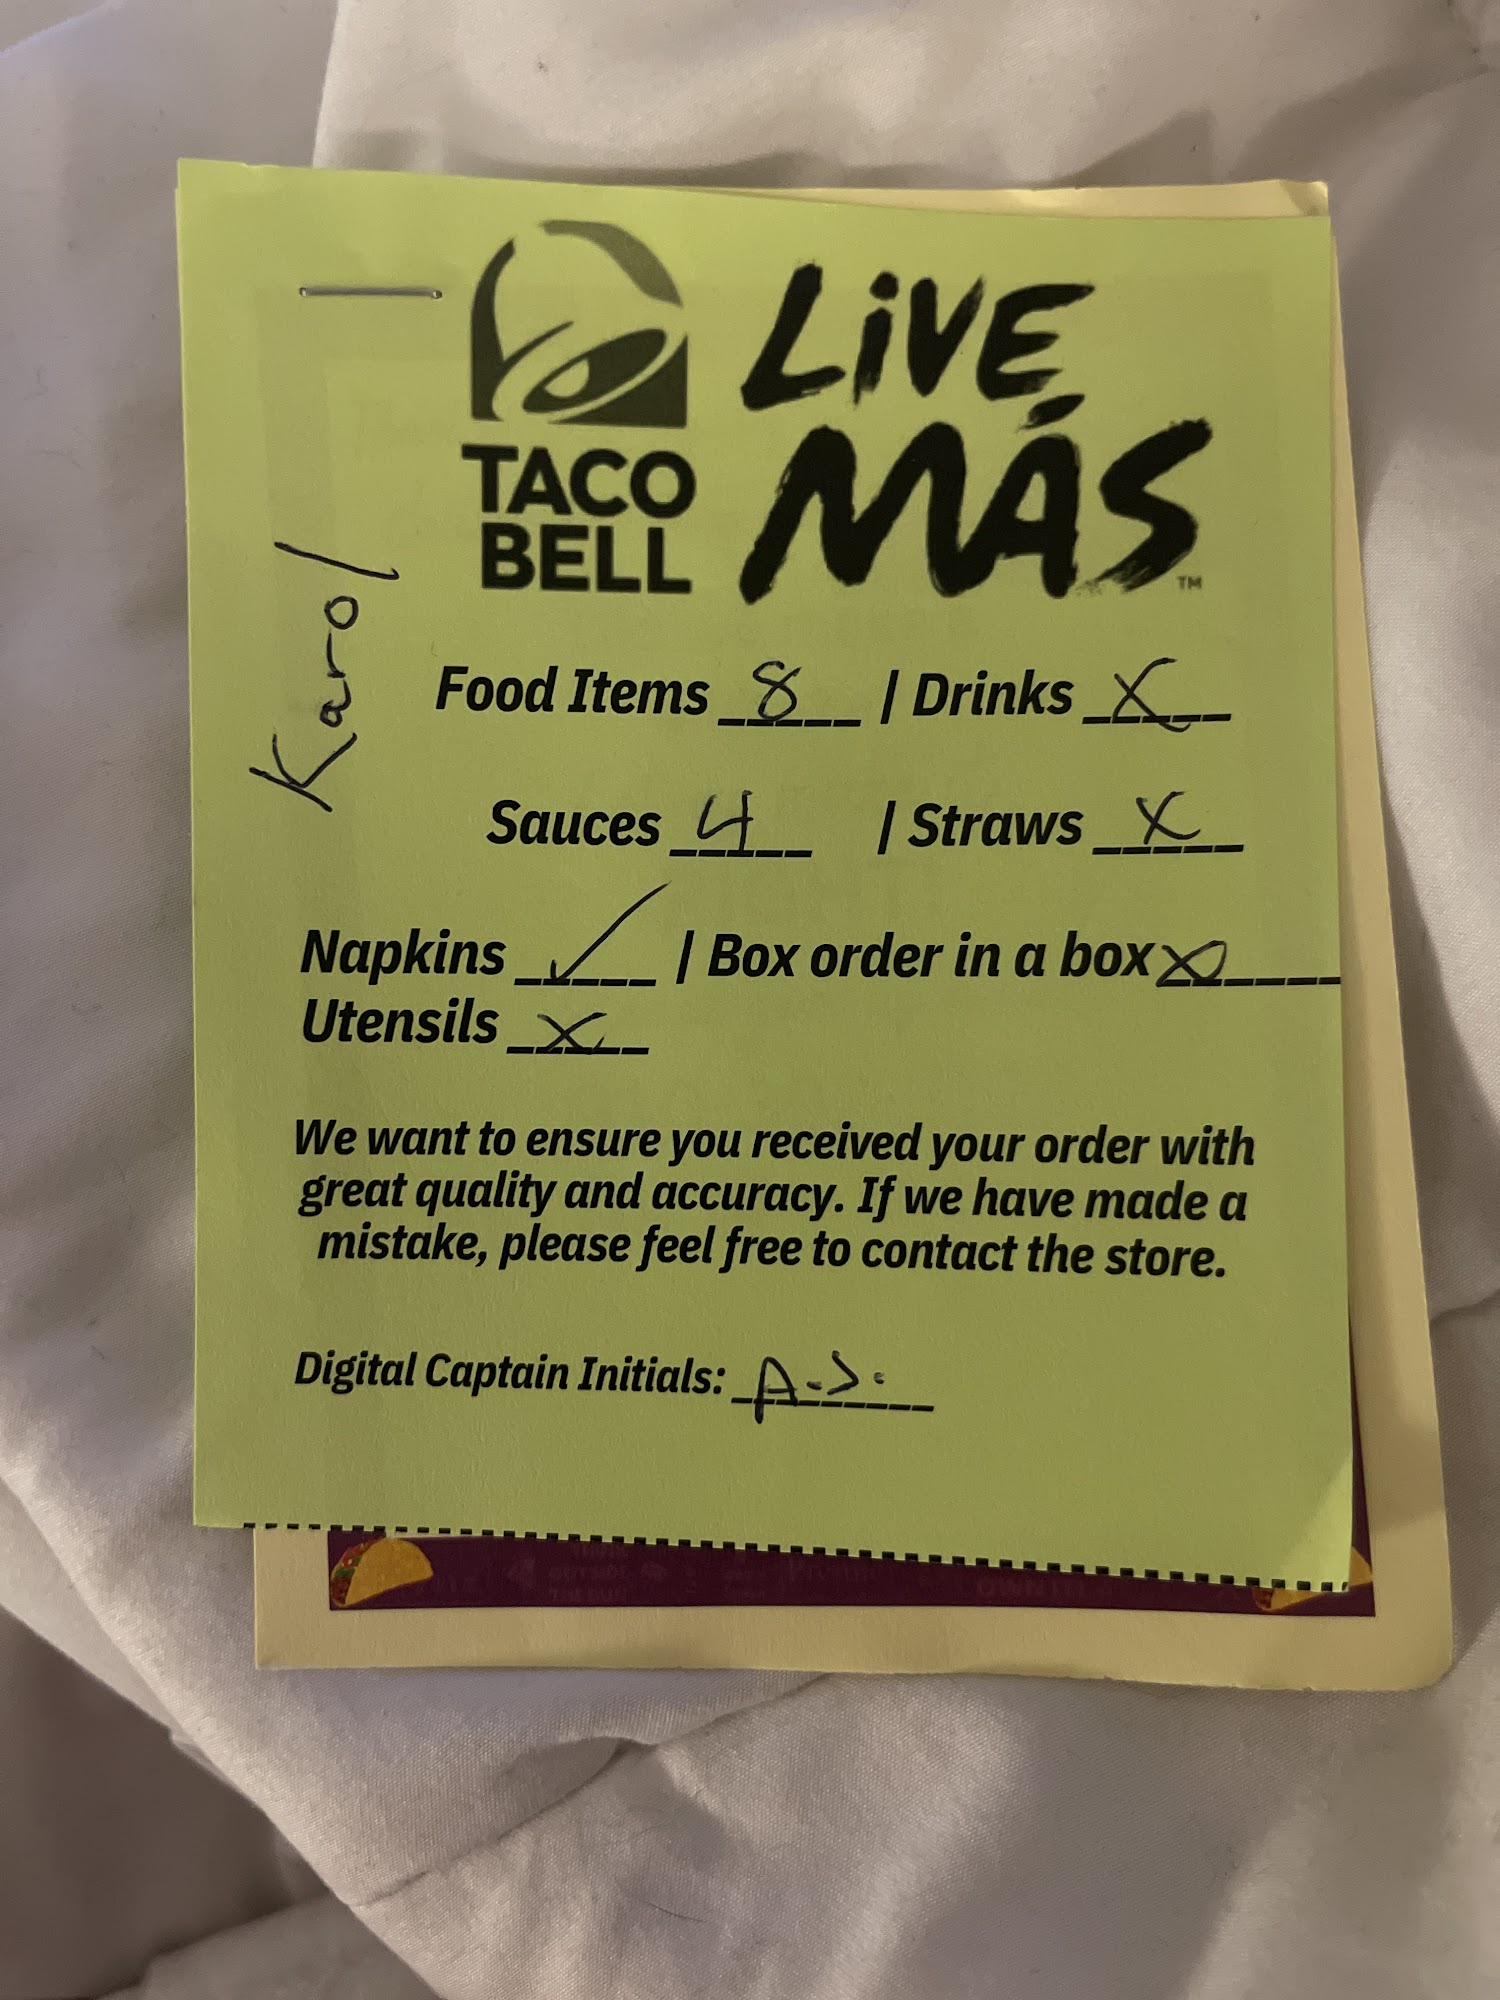 TACO
BELL
LiVE
MÁS™
Karol
Food Items 8 | Drinks X
Sauces 4 | Straws X
Napkins ✓ | Box order in a box X
Utensils X
We want to ensure you received your order with
great quality and accuracy. If we have made a
mistake, please feel free to contact the store.
Digital Captain Initials: